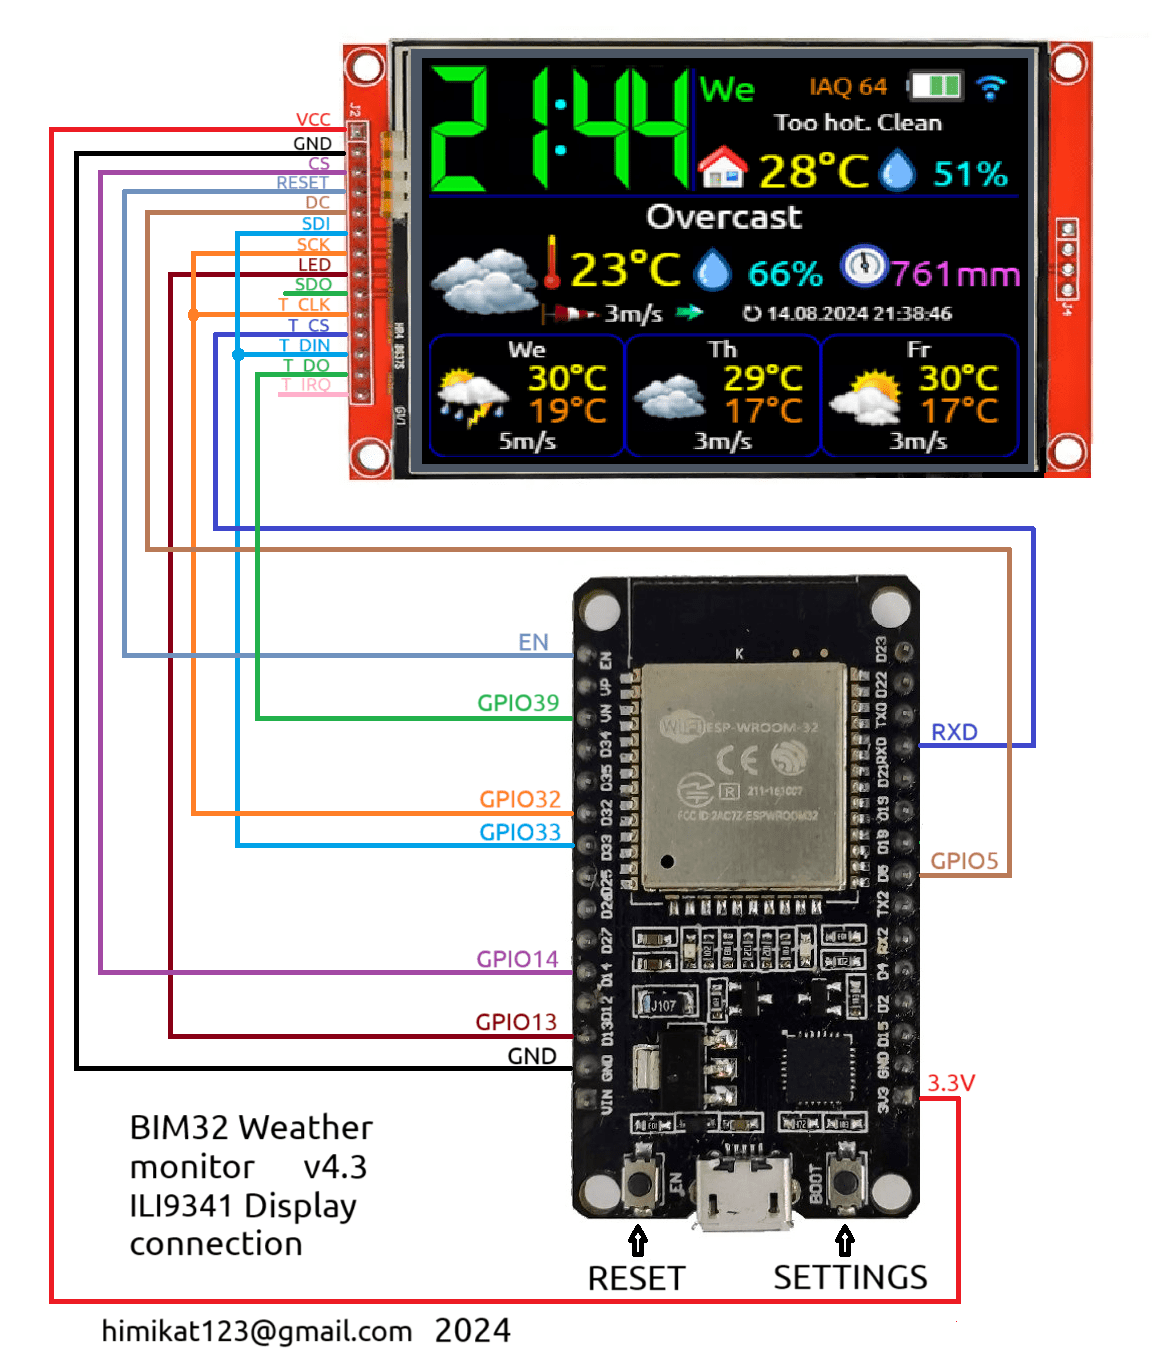 21:44
We
IAQ 64
Too hot. Clean
28°C
51%
Overcast
23°C
66%
761mm
3m/s
14.08.2024 21:38:46
We
30°C
19°C
5m/s
Th
29°C
17°C
3m/s
Fr
30°C
17°C
3m/s
J2
J4
VCC
GND
CS
RESET
DC
SDI
SCK
LED
SDO
T_CLK
T_CS
T_DIN
T_DO
T_IRQ
EN
GPIO39
GPIO32
GPIO33
GPIO14
GPIO13
GND
RXD
GPIO5
3.3V
EN
VP
VN
D34
D35
D32
D33
D25
D26
D27
D14
D12
D13
GND
VIN
D23
D22
TX0
RX0
D21
D19
D5
TX2
RX2
D4
D2
D15
GND
3V3
K
WiFi ESP-WROOM-32
CE
R 211-161007
FCC ID:2AC7Z-ESPWROOM32
J107
EN
BOOT
RESET
SETTINGS
BIM32 Weather
monitor v4.3
ILI9341 Display
connection
himikat123@gmail.com 2024